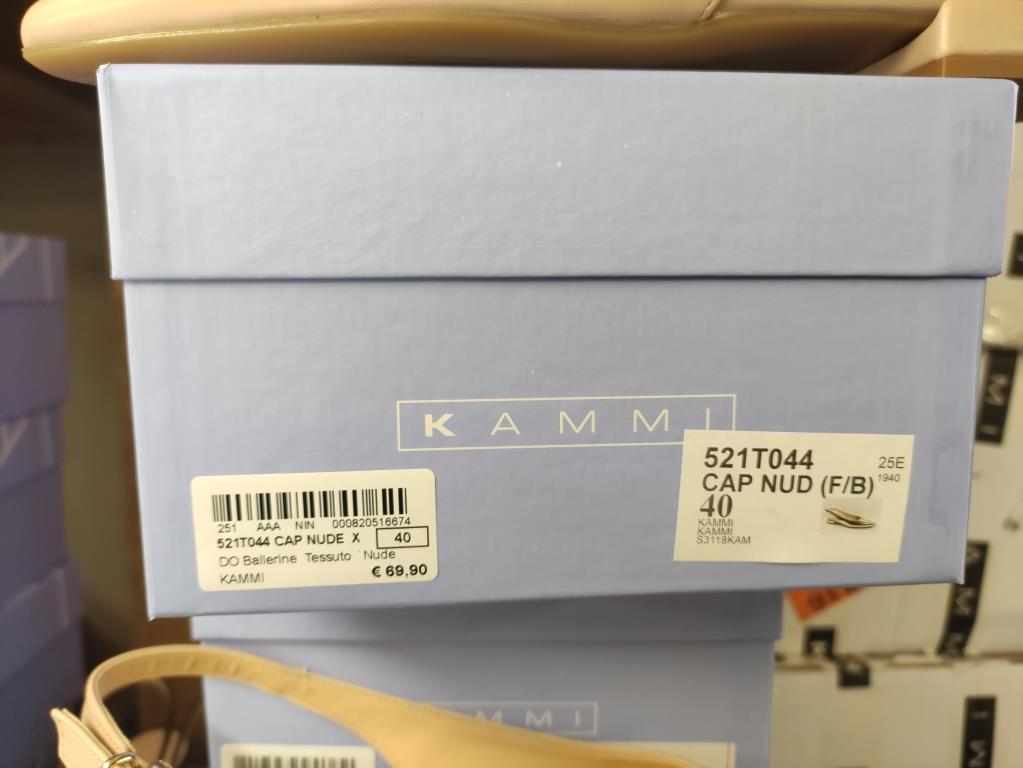 KAMMI
521T044
25E
CAP NUD (F/B)
1940
40
KAMMI
KAMMI
S3118KAM
251 AAA NIN 000820516674
521T044 CAP NUDE X 40
DO Ballerine Tessuto Nude
€ 69,90
KAMMI
MMI